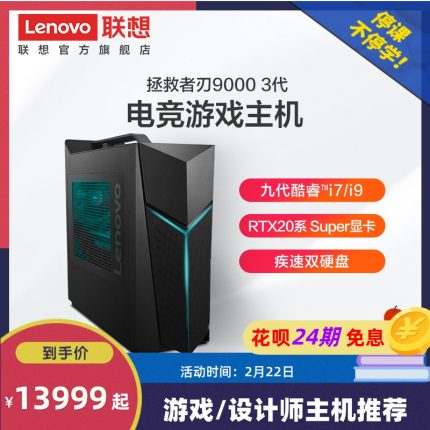 Lenovo 联想
联想官方旗舰店
停课
不停学!
拯救者刃9000 3代
电竞游戏主机
九代酷睿™i7/i9
RTX20系 Super显卡
疾速双硬盘
Lenovo
花呗24期 免息
到手价
¥13999起
活动时间:2月22日
游戏/设计师主机推荐